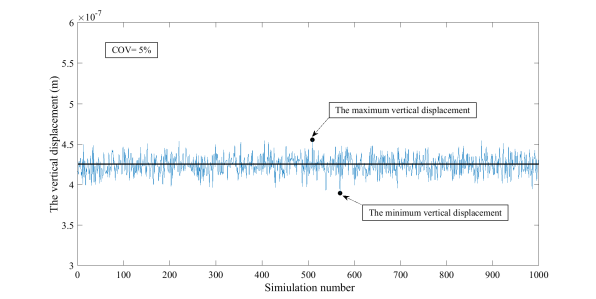 ×10⁻⁷
6
COV= 5%
5.5
5
The maximum vertical displacement
4.5
4
The minimum vertical displacement
3.5
3
0 100 200 300 400 500 600 700 800 900 1000
Simiulation number
The vertical displacement (m)